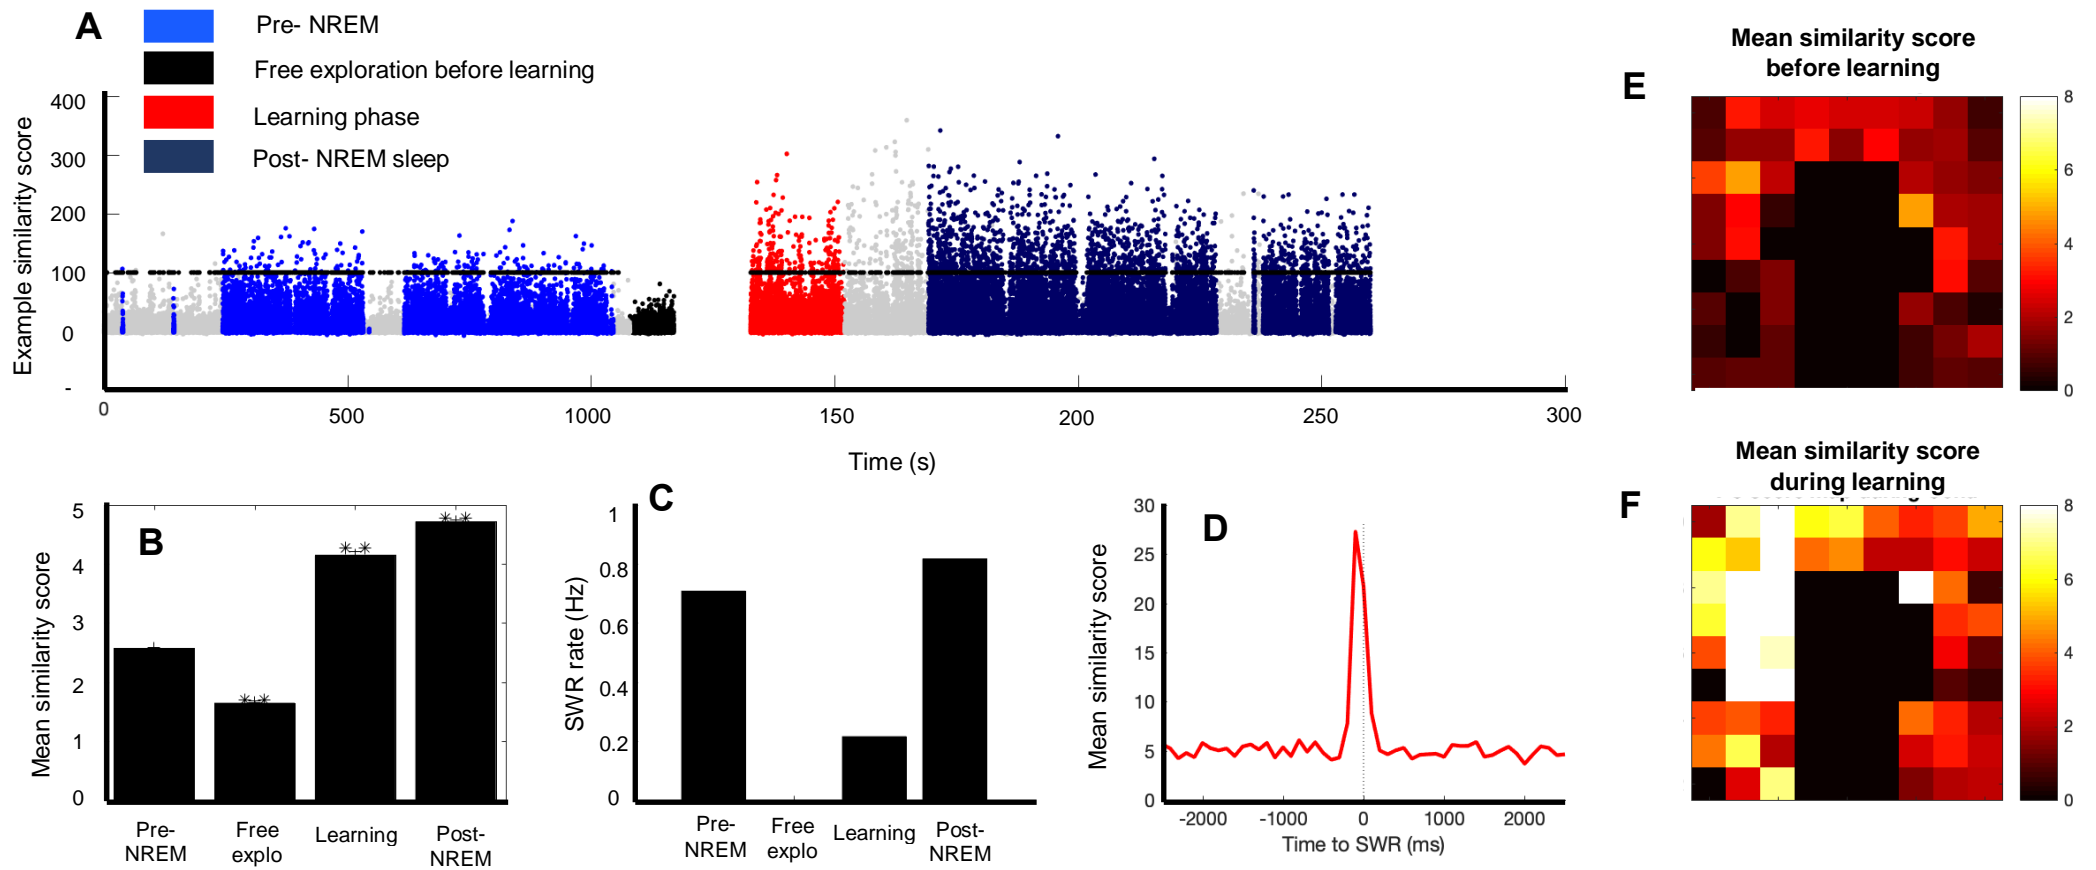 A
Pre- NREM
Free exploration before learning
Learning phase
Post- NREM sleep
Example similarity score
400
300
200
100
0
-
0
500
1000
150
200
250
300
Time (s)
B
Mean similarity score
5
4
3
2
1
0
Pre-
NREM
Free
explo
Learning
Post-
NREM
C
SWR rate (Hz)
1
0.8
0.6
0.4
0.2
0
Pre-
NREM
Free
explo
Learning
Post-
NREM
D
Mean similarity score
30
25
20
15
10
5
0
-2000
-1000
0
1000
2000
Time to SWR (ms)
E
Mean similarity score
before learning
8
6
4
2
0
F
Mean similarity score
during learning
8
6
4
2
0